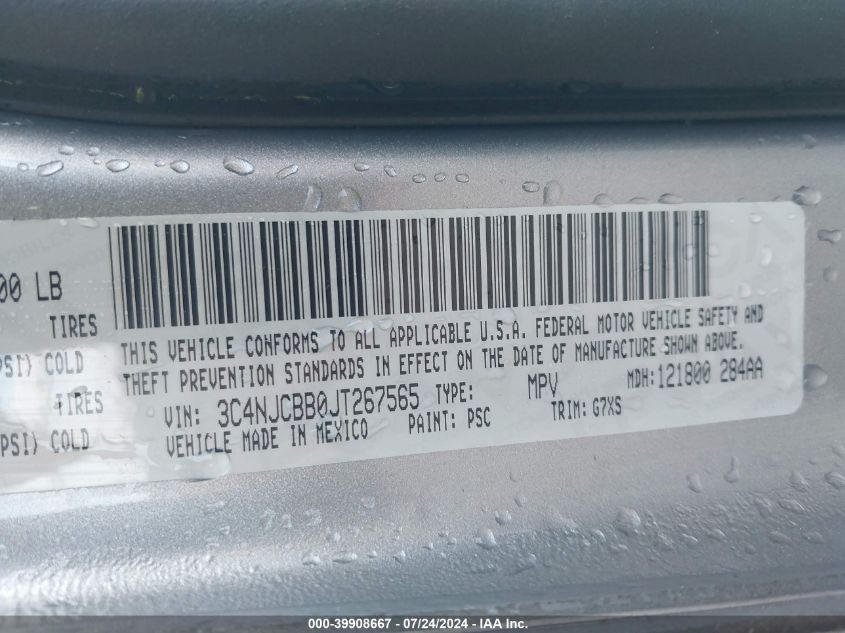 00 LB
TIRES
PSI) COLD
TIRES
PSI) COLD
THIS VEHICLE CONFORMS TO ALL APPLICABLE U.S.A. FEDERAL MOTOR VEHICLE SAFETY AND
THEFT PREVENTION STANDARDS IN EFFECT ON THE DATE OF MANUFACTURE SHOWN ABOVE.
VIN: 3C4NJCBB0JT267565 TYPE: MPV MDH:121800 284AA
VEHICLE MADE IN MEXICO PAINT: PSC TRIM: G7XS
000-39908667 / 07/24/2024 - IAA Inc.